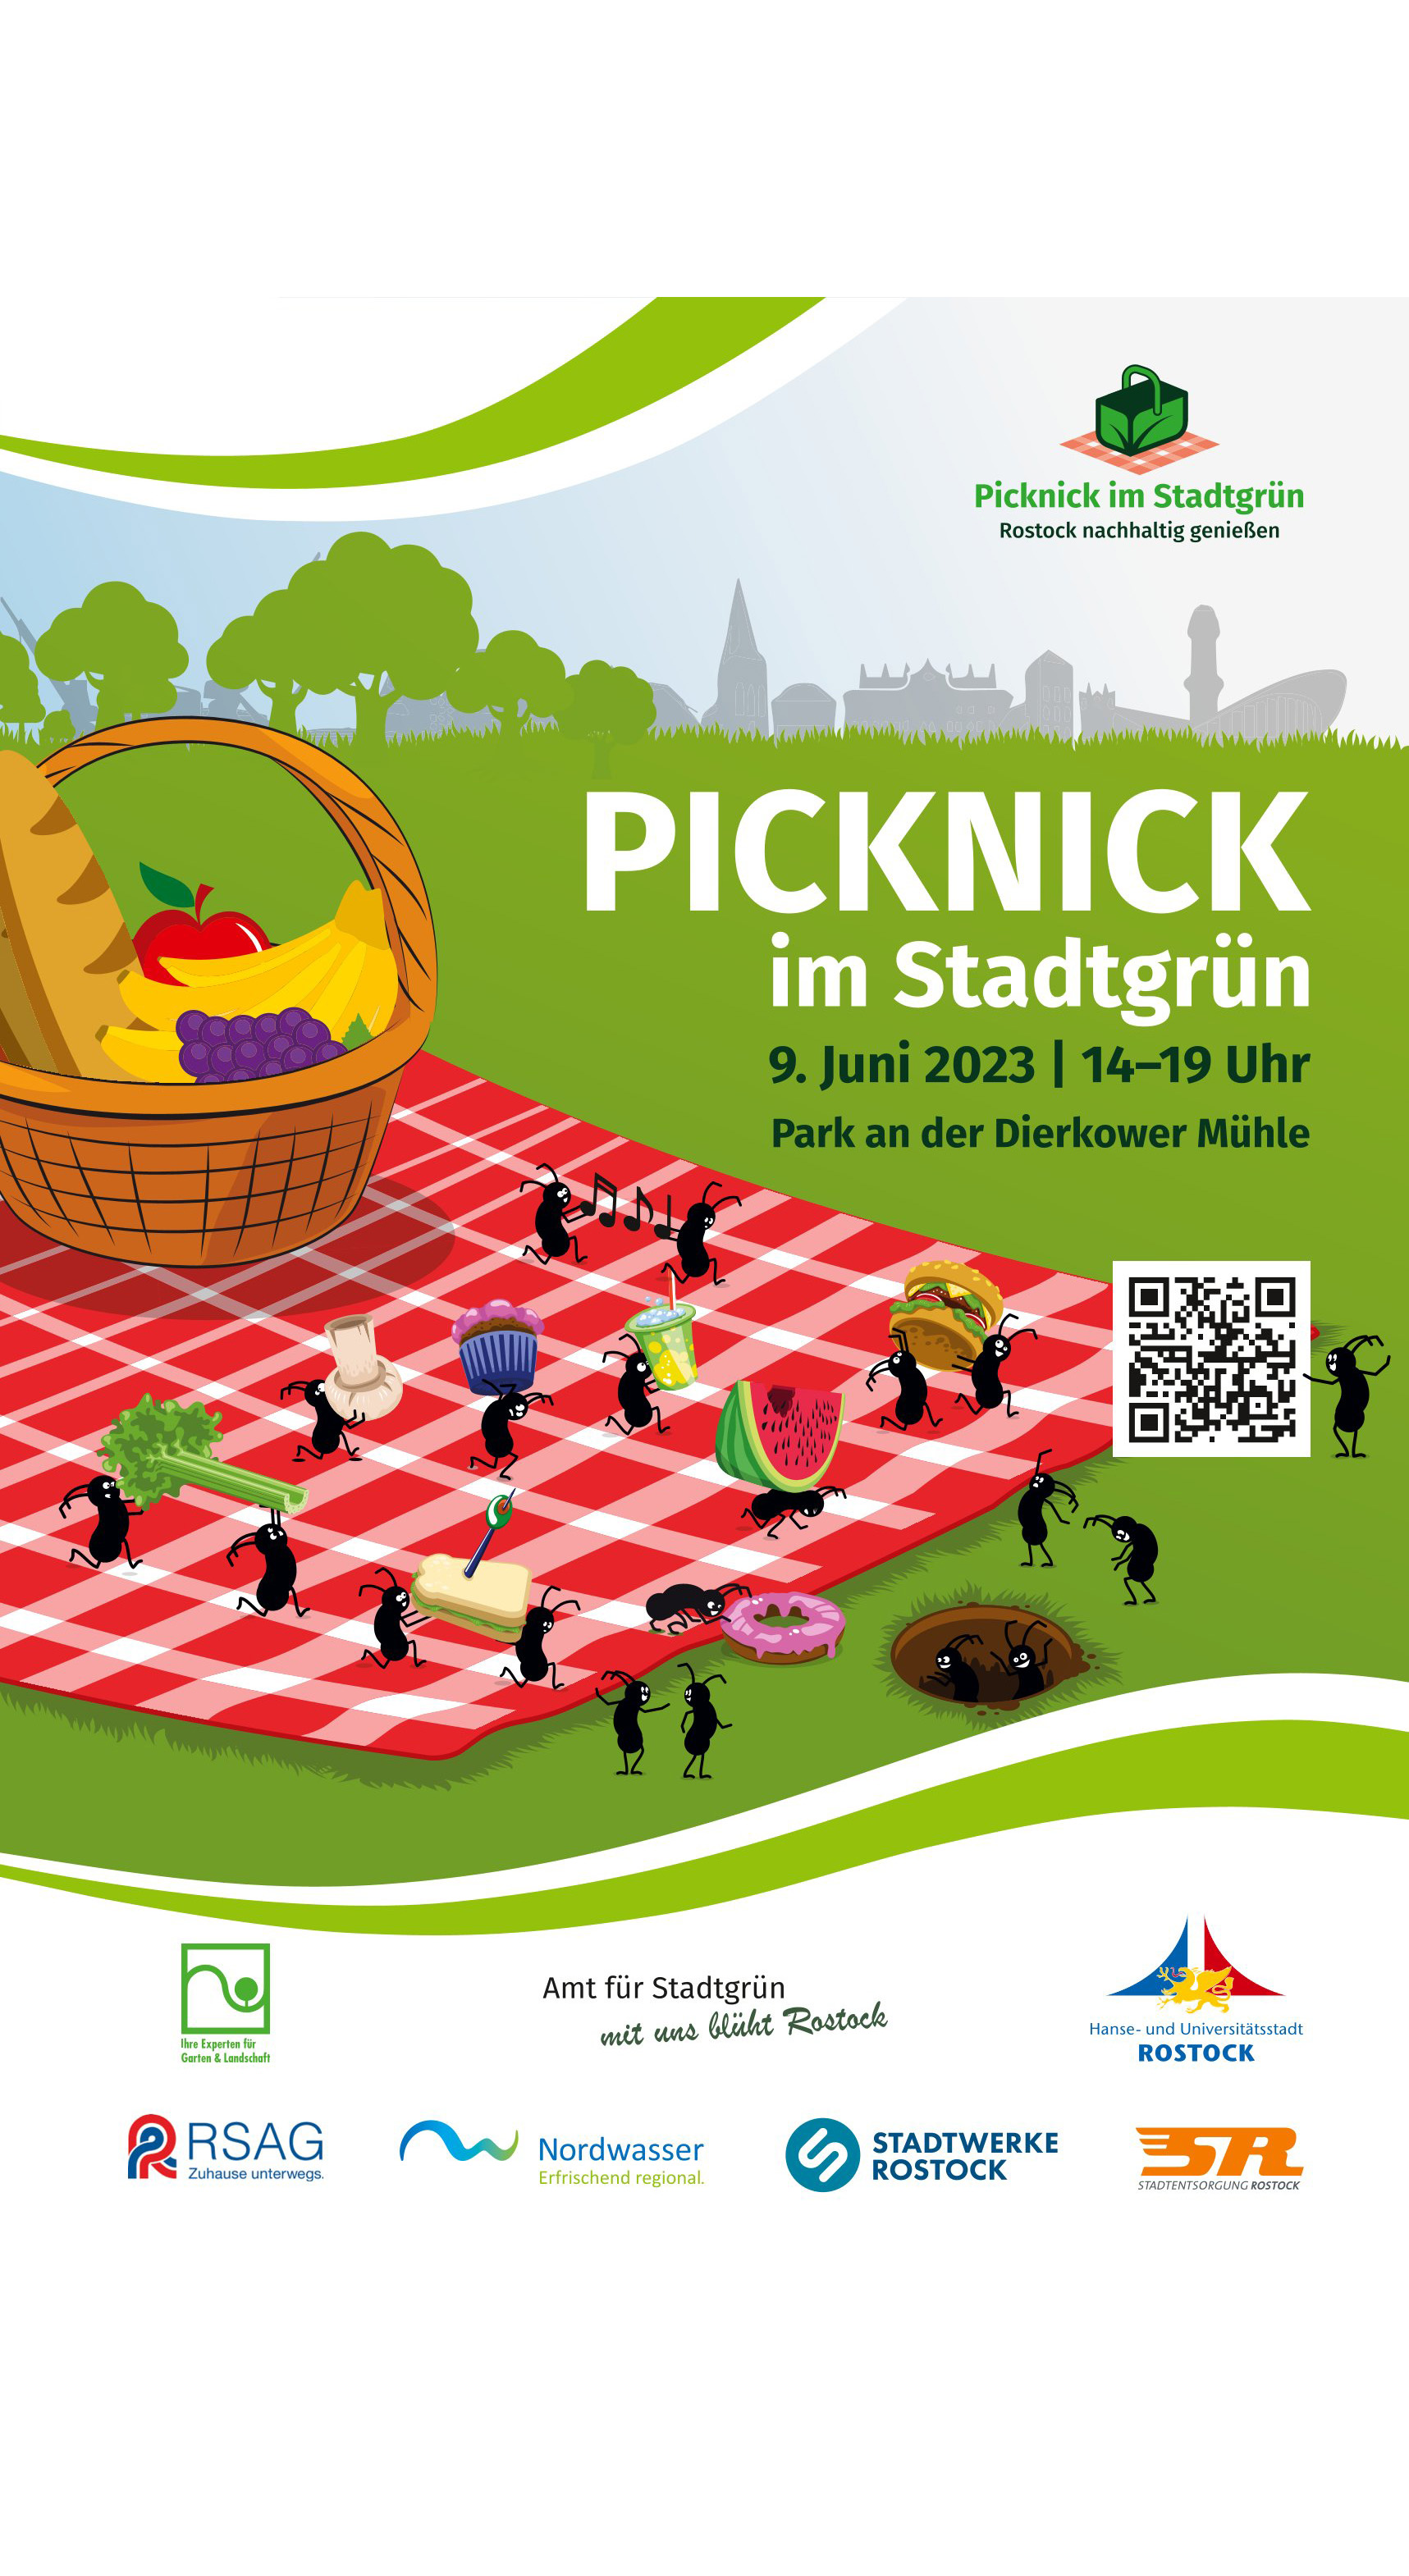 Picknick im Stadtgrün
Rostock nachhaltig genießen
PICKNICK
im Stadtgrün
9. Juni 2023 | 14–19 Uhr
Park an der Dierkower Mühle
Ihre Experten für
Garten & Landschaft
Amt für Stadtgrün
mit uns blüht Rostock
Hanse- und Universitätsstadt
ROSTOCK
RSAG
Zuhause unterwegs.
Nordwasser
Erfrischend regional.
STADTWERKE
ROSTOCK
SR
STADTENTSORGUNG ROSTOCK